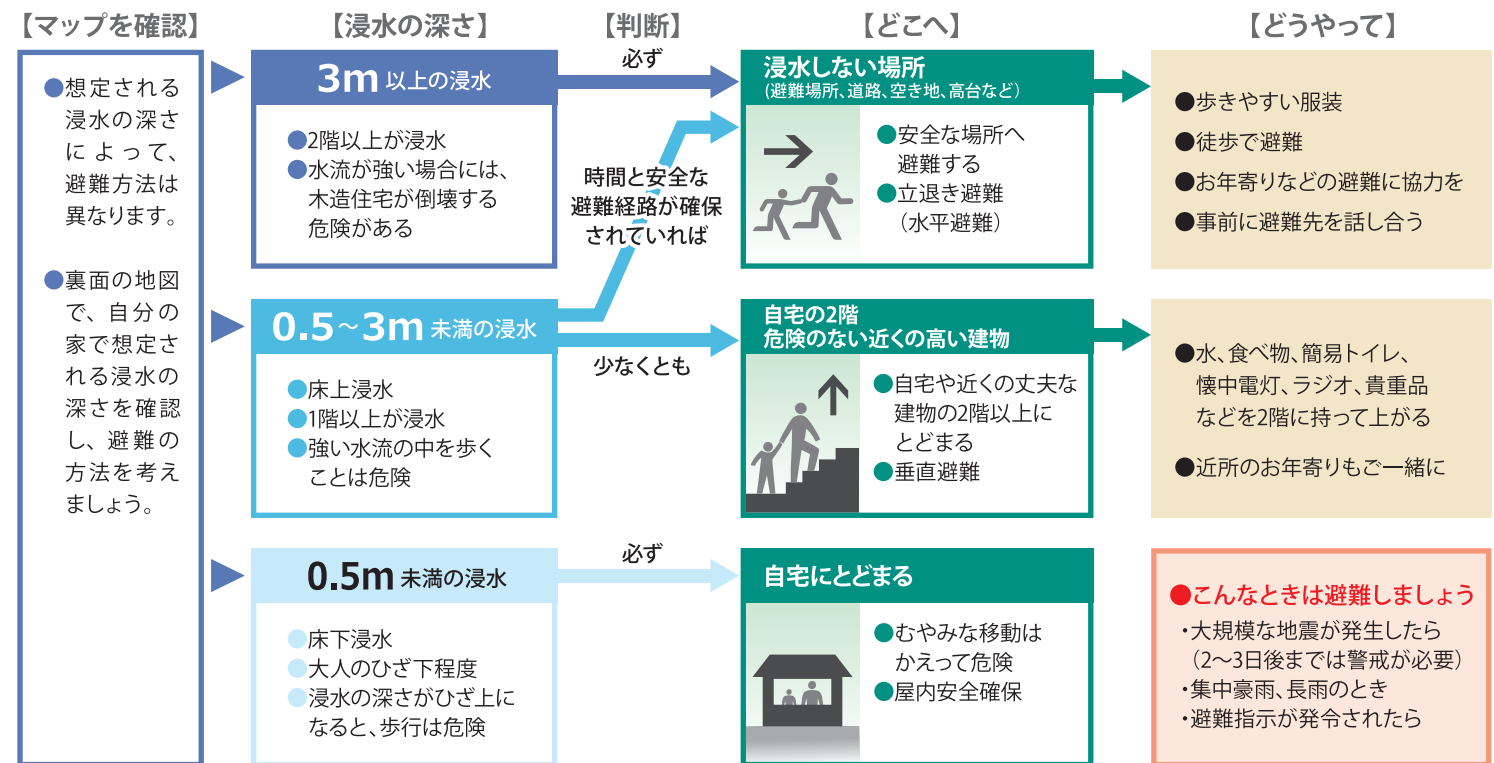 【マップを確認】
【浸水の深さ】
【判断】
【どこへ】
【どうやって】
●想定される
浸水の深さ
によって、
避難方法は
異なります。
●裏面の地図
で、自分の
家で想定さ
れる浸水の
深さを確認
し、避難の
方法を考え
ましょう。
3m 以上の浸水
●2階以上が浸水
●水流が強い場合には、
木造住宅が倒壊する
危険がある
必ず
時間と安全な
避難経路が確保
されていれば
浸水しない場所
(避難場所、道路、空き地、高台など)
●安全な場所へ
避難する
●立退き避難
（水平避難）
●歩きやすい服装
●徒歩で避難
●お年寄りなどの避難に協力を
●事前に避難先を話し合う
0.5～3m 未満の浸水
●床上浸水
●1階以上が浸水
●強い水流の中を歩く
ことは危険
少なくとも
自宅の2階
危険のない近くの高い建物
●自宅や近くの丈夫な
建物の2階以上に
とどまる
●垂直避難
●水、食べ物、簡易トイレ、
懐中電灯、ラジオ、貴重品
などを2階に持って上がる
●近所のお年寄りもご一緒に
0.5m 未満の浸水
●床下浸水
●大人のひざ下程度
●浸水の深さがひざ上に
なると、歩行は危険
必ず
自宅にとどまる
●むやみな移動は
かえって危険
●屋内安全確保
●こんなときは避難しましょう
・大規模な地震が発生したら
（2～3日後までは警戒が必要）
・集中豪雨、長雨のとき
・避難指示が発令されたら